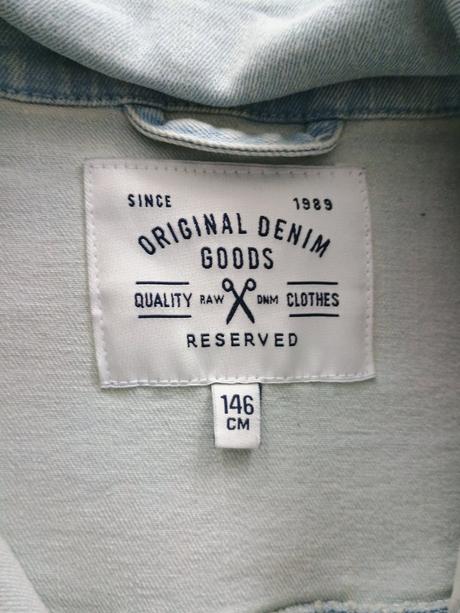 SINCE 1989
ORIGINAL DENIM
GOODS
QUALITY RAW DNM CLOTHES
RESERVED
146
CM